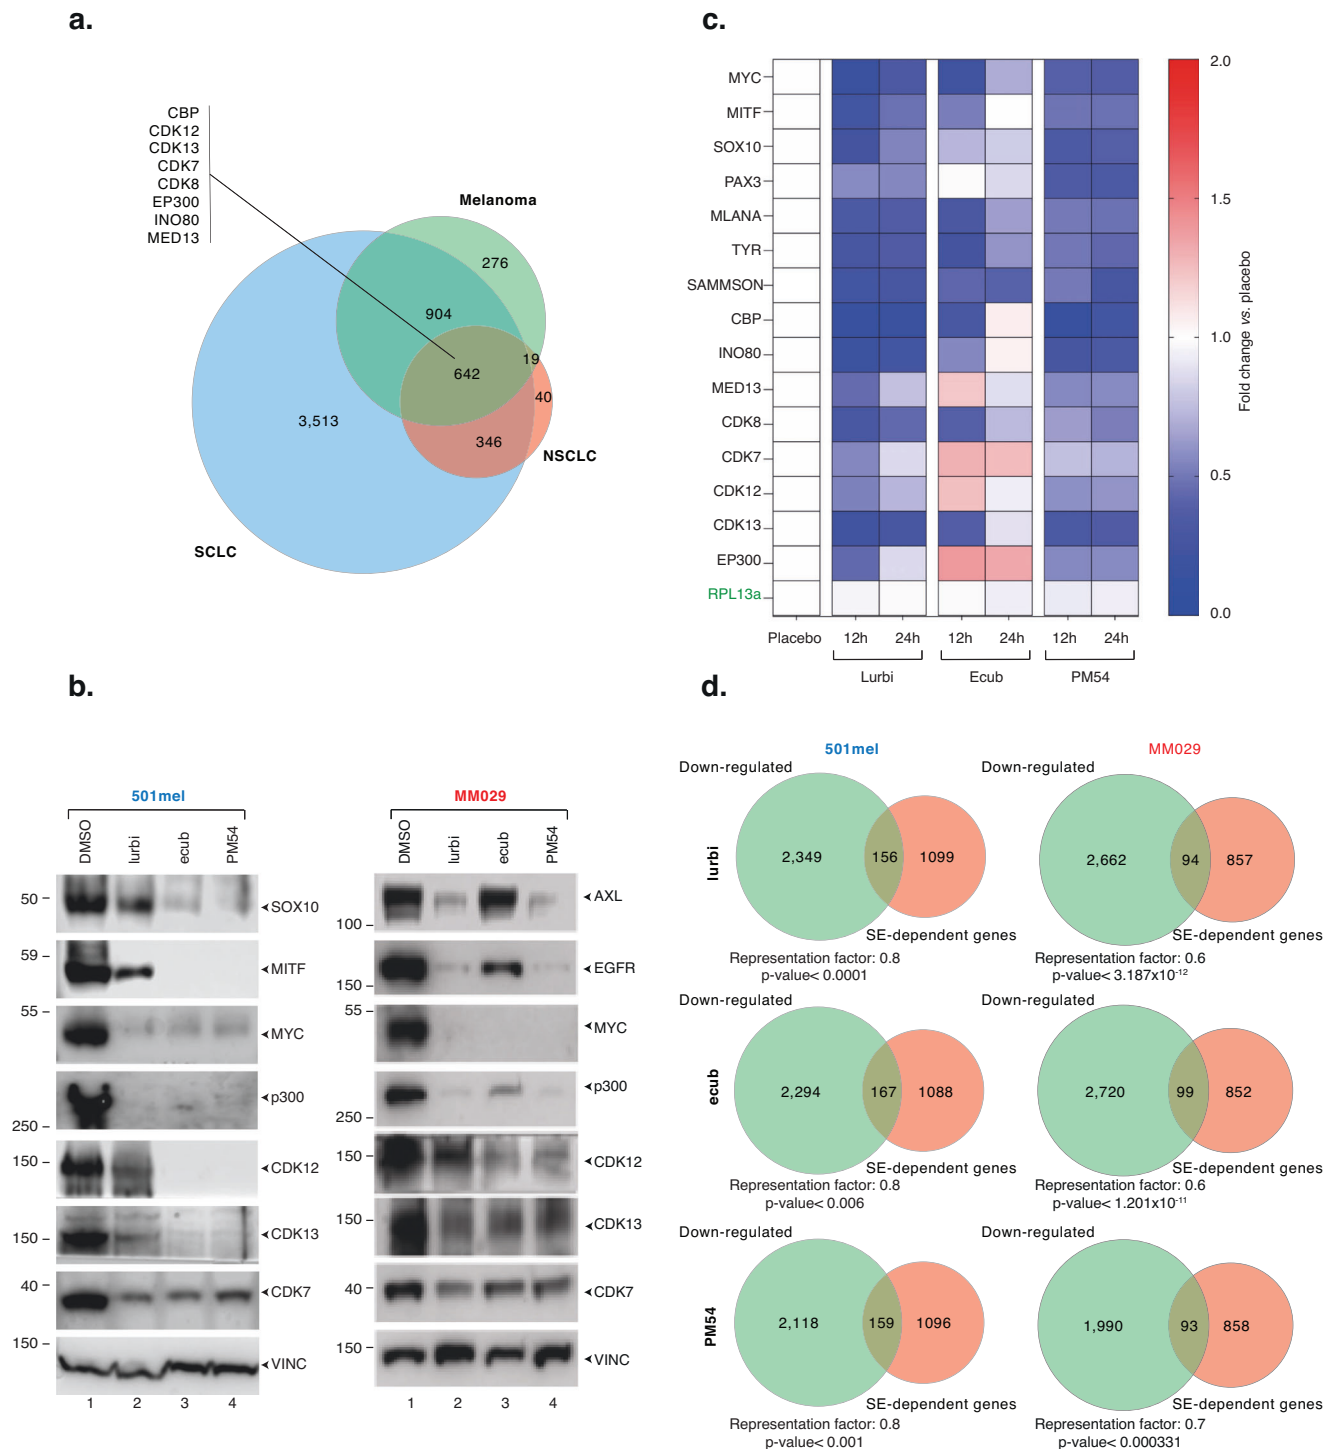 a.
CBP
CDK12
CDK13
CDK7
CDK8
EP300
INO80
MED13
Melanoma
276
904
19
642
40
3,513
346
NSCLC
SCLC
c.
MYC
MITF
SOX10
PAX3
MLANA
TYR
SAMMSON
CBP
INO80
MED13
CDK8
CDK7
CDK12
CDK13
EP300
RPL13a
Placebo 12h 24h 12h 24h 12h 24h
Lurbi Ecub PM54
2.0
1.5
1.0
0.5
0.0
Fold change vs. placebo
b.
501mel
DMSO lurbi ecub PM54
50
SOX10
59
MITF
55
MYC
p300
250
150
CDK12
150
CDK13
40
CDK7
150
VINC
1 2 3 4
MM029
DMSO lurbi ecub PM54
AXL
100
EGFR
150
55
MYC
p300
250
150
CDK12
150
CDK13
40
CDK7
150
VINC
1 2 3 4
d.
501mel MM029
lurbi
Down-regulated
2,349 156 1099
SE-dependent genes
Representation factor: 0.8
p-value< 0.0001
Down-regulated
2,662 94 857
SE-dependent genes
Representation factor: 0.6
p-value< 3.187x10⁻¹²
ecub
Down-regulated
2,294 167 1088
SE-dependent genes
Representation factor: 0.8
p-value< 0.006
Down-regulated
2,720 99 852
SE-dependent genes
Representation factor: 0.6
p-value< 1.201x10⁻¹¹
PM54
Down-regulated
2,118 159 1096
SE-dependent genes
Representation factor: 0.8
p-value< 0.001
Down-regulated
1,990 93 858
SE-dependent genes
Representation factor: 0.7
p-value< 0.000331